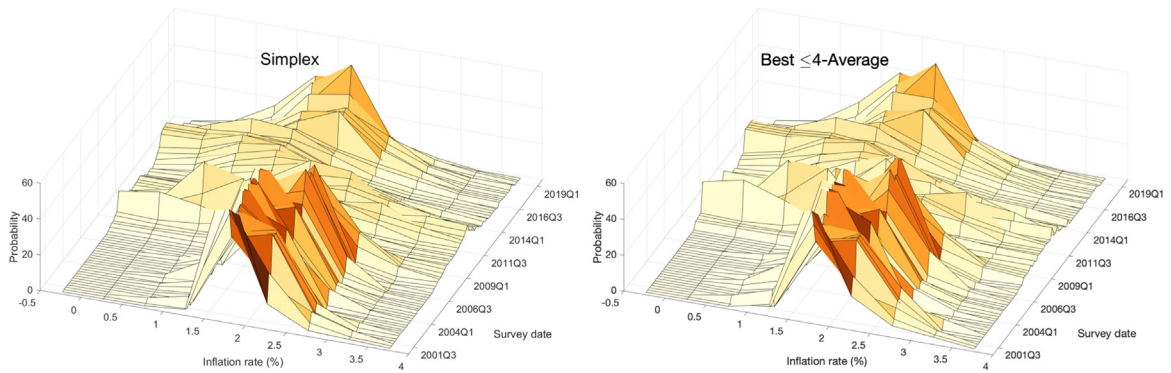 Simplex
60
40
20
0
Probability
-0.5
0
0.5
1
1.5
2
2.5
3
3.5
4
Inflation rate (%)
2019Q1
2016Q3
2014Q1
2011Q3
2009Q1
2006Q3
2004Q1
2001Q3
Survey date
Best ≤4-Average
60
40
20
0
Probability
-0.5
0
0.5
1
1.5
2
2.5
3
3.5
4
Inflation rate (%)
2019Q1
2016Q3
2014Q1
2011Q3
2009Q1
2006Q3
2004Q1
2001Q3
Survey date